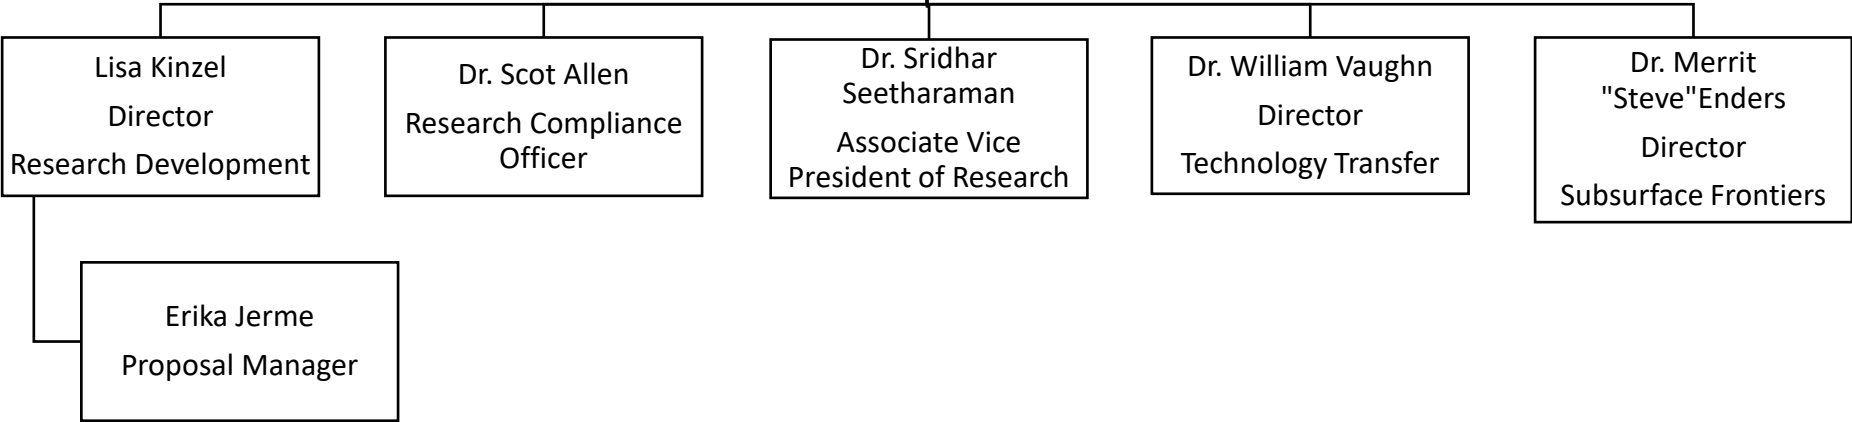 Lisa Kinzel
Director
Research Development
Dr. Scot Allen
Research Compliance
Officer
Dr. Sridhar
Seetharaman
Associate Vice
President of Research
Dr. William Vaughn
Director
Technology Transfer
Dr. Merrit
"Steve"Enders
Director
Subsurface Frontiers
Erika Jerme
Proposal Manager